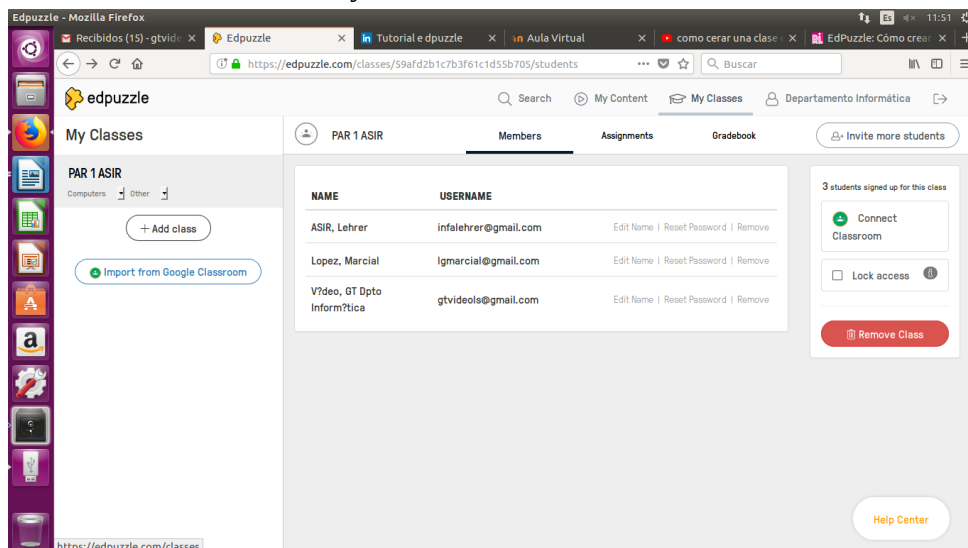 Edpuzzle - Mozilla Firefox
Es
11:51
Recibidos (15) - gtvide
Edpuzzle
Tutorial e dpuzzle
Aula Virtual
como cerar una clase
EdPuzzle: Cómo crear
https://edpuzzle.com/classes/59afd2b1c7b3f61c1d55b705/students
Buscar
edpuzzle
Search
My Content
My Classes
Departamento Informática
My Classes
PAR 1 ASIR
Members
Assignments
Gradebook
Invite more students
PAR 1 ASIR
Computers
Other
+ Add class
Import from Google Classroom
NAME USERNAME
ASIR, Lehrer infalehrer@gmail.com Edit Name | Reset Password | Remove
Lopez, Marcial lgmarcial@gmail.com Edit Name | Reset Password | Remove
V?deo, GT Dpto
Inform?tica gtvideols@gmail.com Edit Name | Reset Password | Remove
3 students signed up for this class
Connect
Classroom
Lock access
Remove Class
Help Center
https://edpuzzle.com/classes